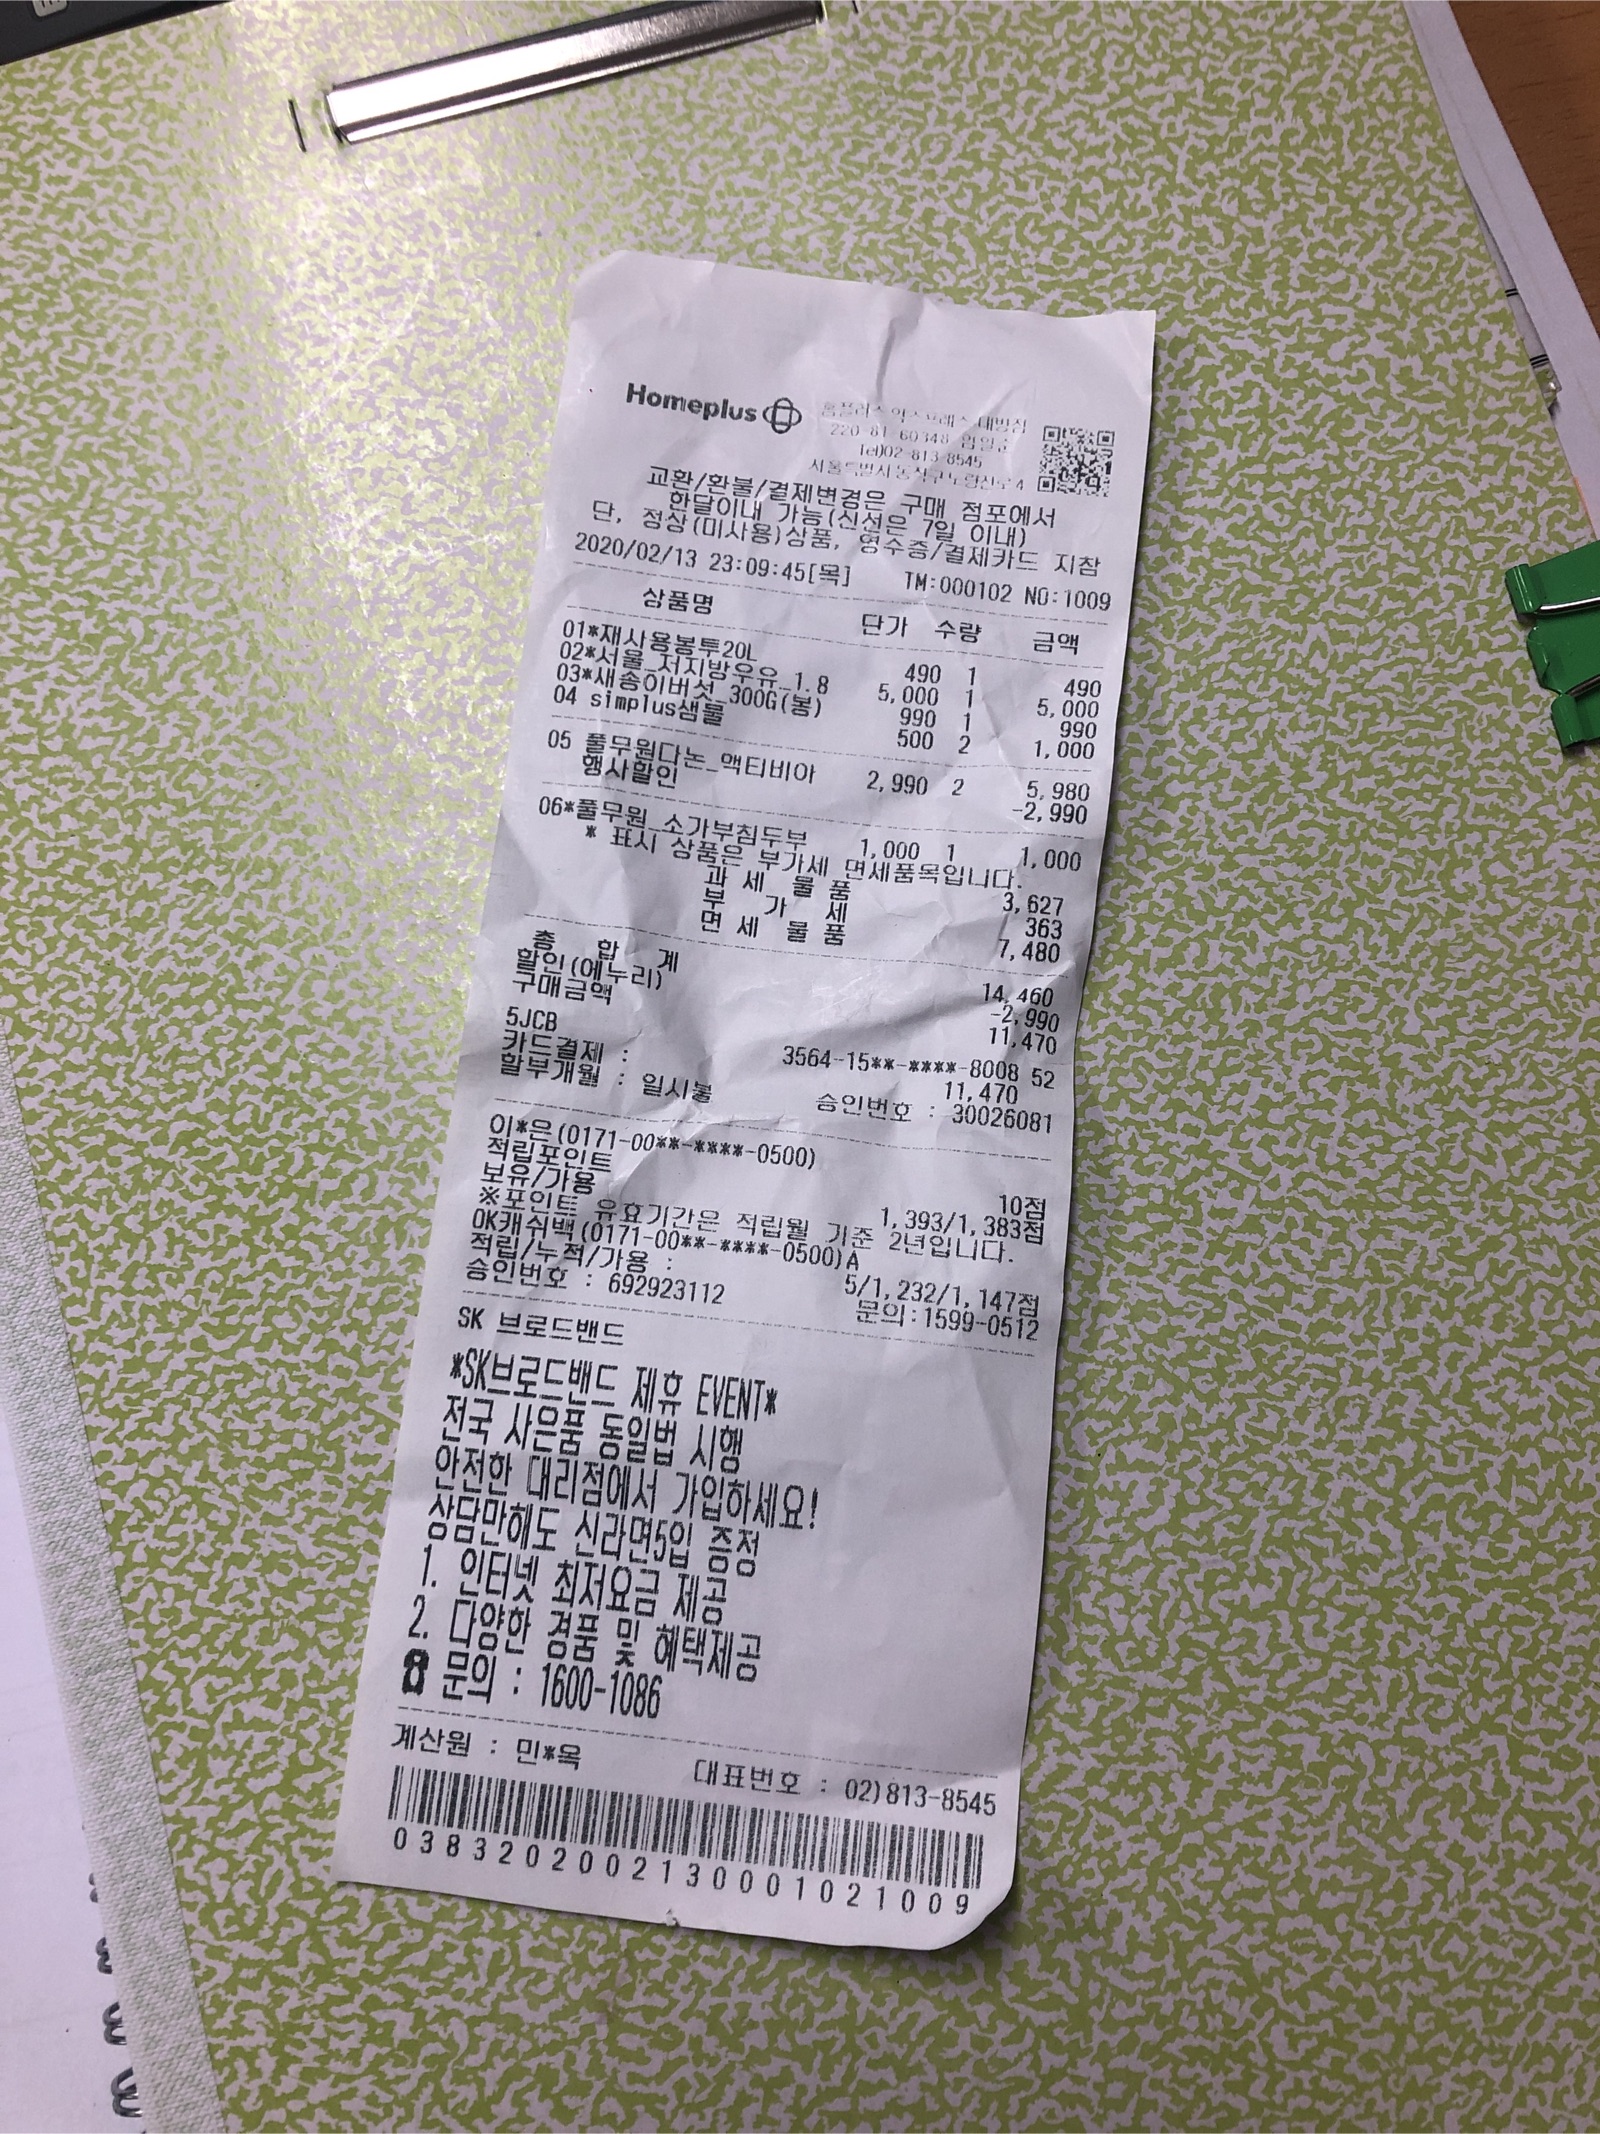 Homeplus
홈플러스 익스프레스 대방점
220-81-60348 임일순
Tel)02-813-8545
서울특별시 동작구 노량진로 4
교환/환불/결제변경은 구매 점포에서
한달이내 가능(신선은 7일 이내)
단, 정상(미사용)상품, 영수증/결제카드 지참
2020/02/13 23:09:45[목] TM:000102 NO:1009
상품명 단가 수량 금액
01*재사용봉투20L 490 1 490
02*서울_저지방우유_1.8 5,000 1 5,000
03*새송이버섯_300G(봉) 990 1 990
04 simplus샘물 500 2 1,000
05 풀무원다논_액티비아 2,990 2 5,980
행사할인 -2,990
06*풀무원_소가부침두부 1,000 1 1,000
* 표시 상품은 부가세 면세품목입니다.
과 세 물 품 3,627
부 가 세 363
면 세 물 품 7,480
총 합 계 14,460
할인(에누리) -2,990
구매금액 11,470
5JCB 3564-15**-****-8008 52
카드결제 : 11,470
할부개월 : 일시불 승인번호 : 30026081
이*은(0171-00**-****-0500)
적립포인트 10점
보유/가용 1,393/1,383점
※포인트 유효기간은 적립월 기준 2년입니다.
OK캐쉬백(0171-00**-****-0500)A
적립/누적/가용 : 5/1,232/1,147점
승인번호 : 692923112 문의:1599-0512
SK 브로드밴드
*SK브로드밴드 제휴 EVENT*
전국 사은품 동일법 시행
안전한 대리점에서 가입하세요!
상담만해도 신라면5입 증정
1. 인터넷 최저요금 제공
2. 다양한 경품 및 혜택제공
☎ 문의 : 1600-1086
계산원 : 민*옥 대표번호 : 02)813-8545
0383202002130001021009